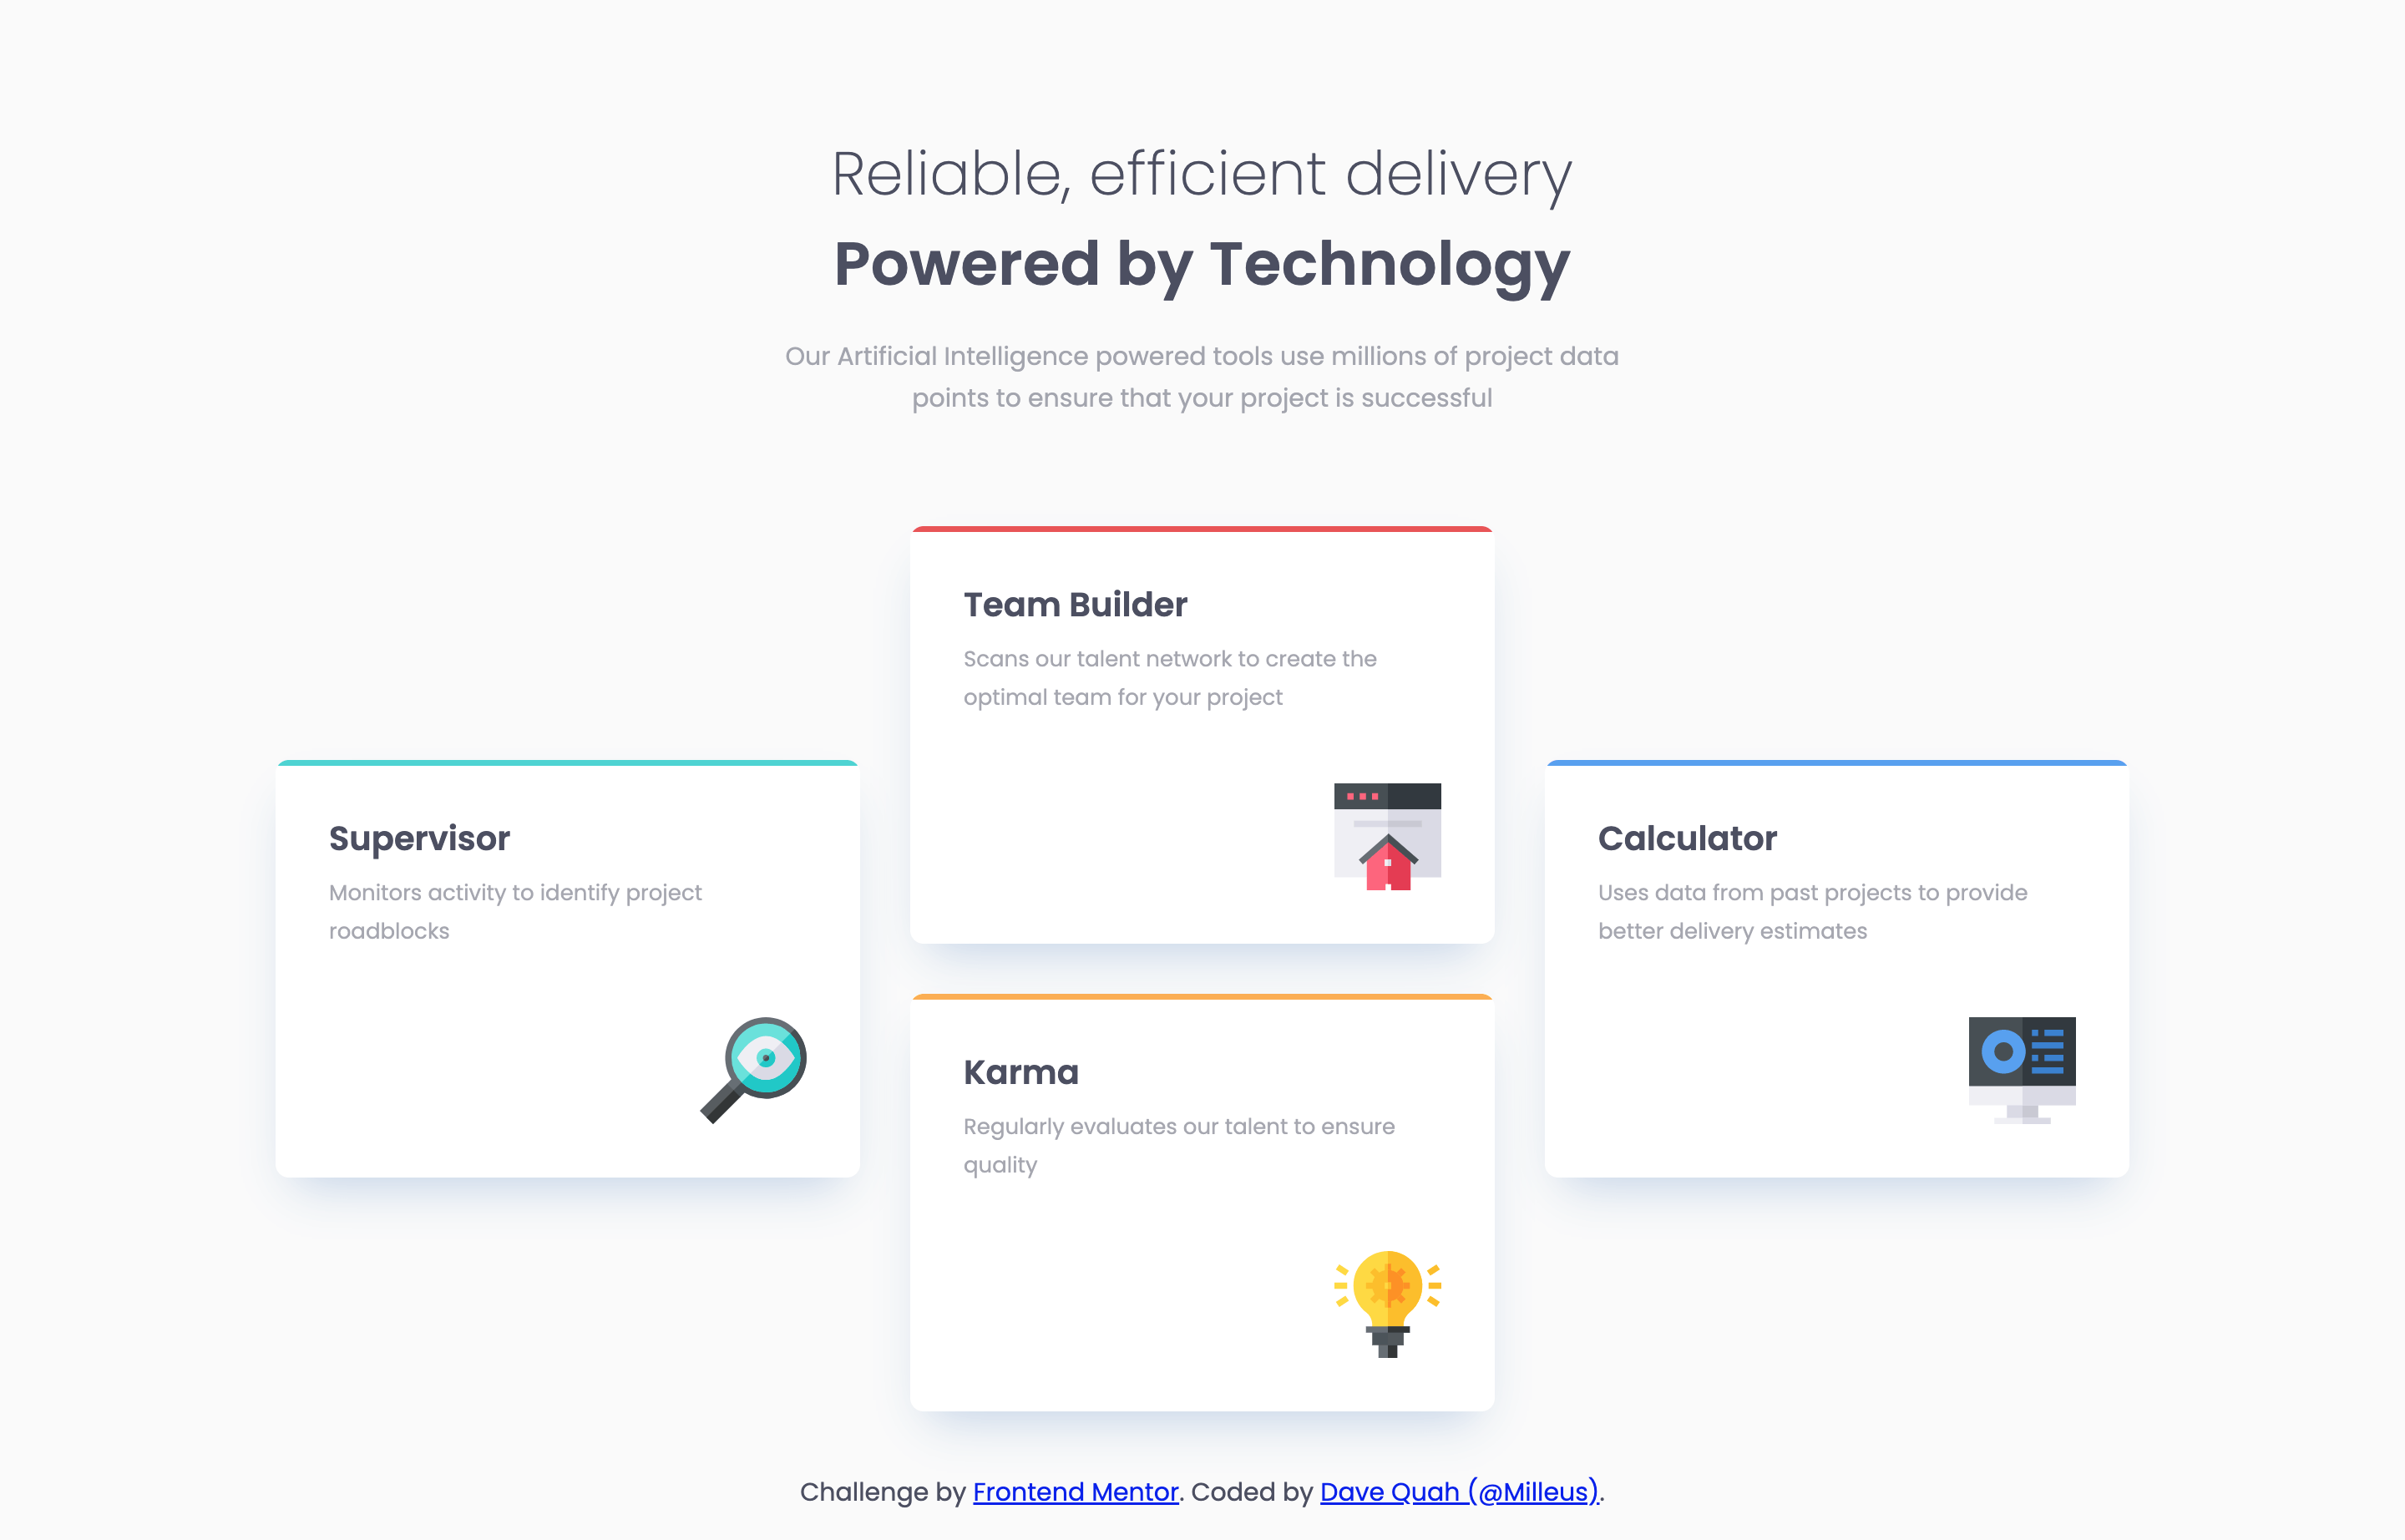 Reliable, efficient delivery
Powered by Technology
Our Artificial Intelligence powered tools use millions of project data
points to ensure that your project is successful
Supervisor
Monitors activity to identify project
roadblocks
Team Builder
Scans our talent network to create the
optimal team for your project
Karma
Regularly evaluates our talent to ensure
quality
Calculator
Uses data from past projects to provide
better delivery estimates
Challenge by Frontend Mentor. Coded by Dave Quah (@Milleus).